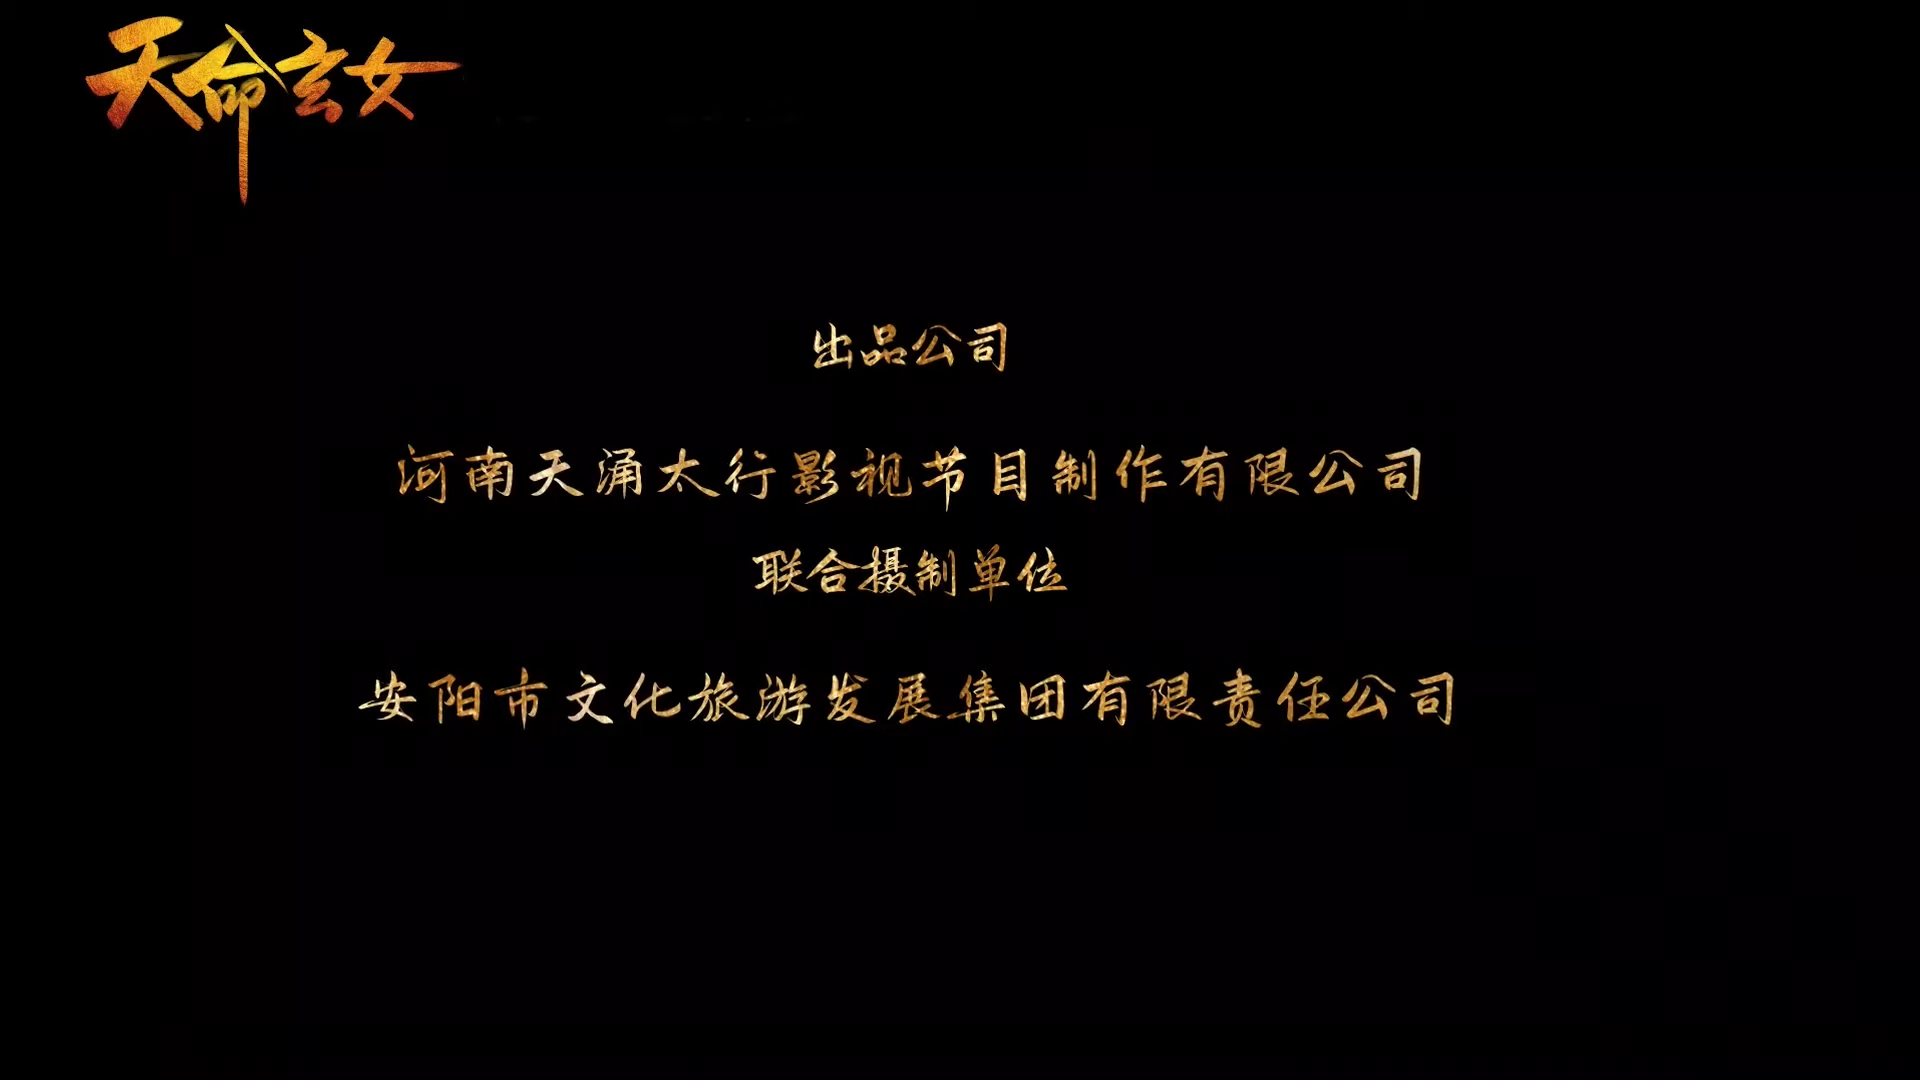 天命玄女
出品公司
河南天涌太行影视节目制作有限公司
联合摄制单位
安阳市文化旅游发展集团有限责任公司